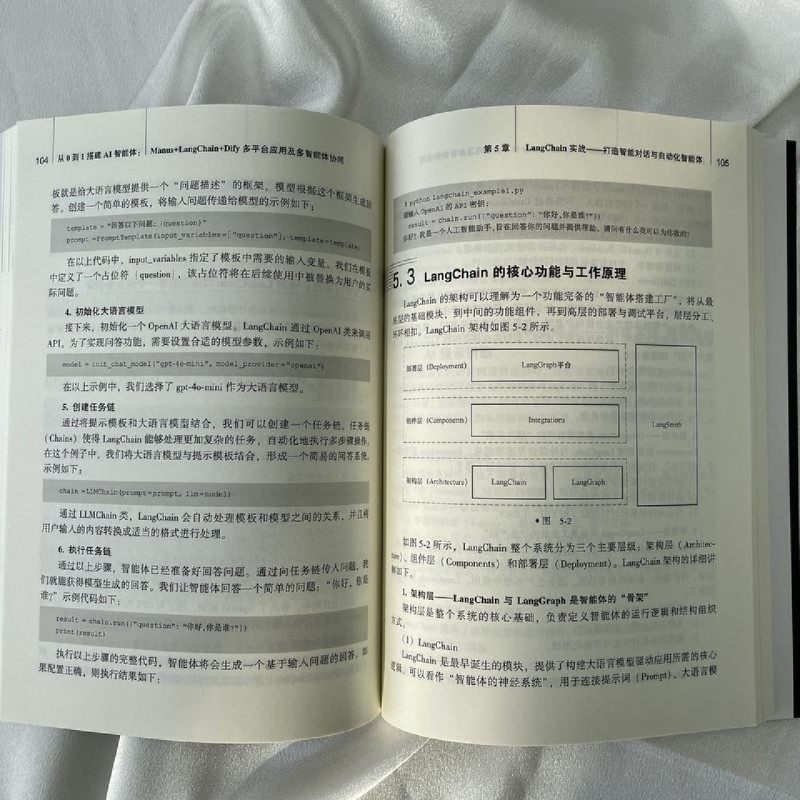 104 从 0 到 1 搭建 AI 智能体：Manus+LangChain+Dify 多平台应用及多智能体协同
板就是给大语言模型提供一个“问题描述”的框架，模型根据这个框架生成回
答。创建一个简单的模板，将输入问题传递给模型的示例如下：
template = "回答以下问题：{question}"
prompt =PromptTemplate(input_variables=["question"], template=template)
在以上代码中，input_variables 指定了模板中需要的输入变量。我们在模板
中定义了一个占位符 {question}，该占位符将在后续使用中被替换为用户的实
际问题。
4. 初始化大语言模型
接下来，初始化一个 OpenAI 大语言模型。LangChain 通过 OpenAI 类来调用
API。为了实现问答功能，需要设置合适的模型参数，示例如下：
model = init_chat_model("gpt-4o-mini", model_provider="openai")
在以上示例中，我们选择了 gpt-4o-mini 作为大语言模型。
5. 创建任务链
通过将提示模板和大语言模型结合，我们可以创建一个任务链。任务链
(Chains) 使得 LangChain 能够处理更加复杂的任务，自动化地执行多步骤操作。
在这个例子中，我们将大语言模型与提示模板结合，形成一个简易的问答系统，
示例如下：
chain =LLMChain(prompt=prompt, llm=model)
通过 LLMChain 类，LangChain 会自动处理模板和模型之间的关系，并且将
用户输入的内容转换成适当的格式进行处理。
6. 执行任务链
通过以上步骤，智能体已经准备好回答问题。通过向任务链传入问题，我
们就能获得模型生成的回答。我们让智能体回答一个简单的问题：“你好，你是
谁?”示例代码如下：
result = chain.run({"question": "你好,你是谁?"})
print(result)
执行以上步骤的完整代码，智能体将会生成一个基于输入问题的回答。如
果配置正确，则执行结果如下：
第 5 章 LangChain 实战——打造智能对话与自动化智能体 105
$ python langchain_example1.py
请输入 OpenAI 的 API 密钥：
result = chain.run({"question": "你好,你是谁?"})
你好！我是一个人工智能助手,旨在回答你的问题并提供帮助。请问有什么我可以为你做的?
5.3 LangChain 的核心功能与工作原理
LangChain 的架构可以理解为一个功能完备的“智能体搭建工厂”，将从最
底层的基础模块，到中间的功能组件，再到高层的部署与调试平台，层层分工、
环环相扣。LangChain 架构如图 5-2 所示。
部署层 (Deployment) LangGraph平台
组件层 (Components) Integrations
LangSmith
架构层 (Architecture) LangChain LangGraph
♦图 5-2
如图 5-2 所示，LangChain 整个系统分为三个主要层级：架构层 (Architec-
ture)、组件层 (Components) 和部署层 (Deployment)。LangChain 架构的详细讲
解如下。
1. 架构层——LangChain 与 LangGraph 是智能体的“骨架”
架构层是整个系统的核心基础，负责定义智能体的运行逻辑和结构组织
方式。
(1) LangChain
LangChain 是最早诞生的模块，提供了构建大语言模型驱动应用所需的核心
逻辑。可以看作“智能体的神经系统”，用于连接提示词 (Prompt)、大语言模